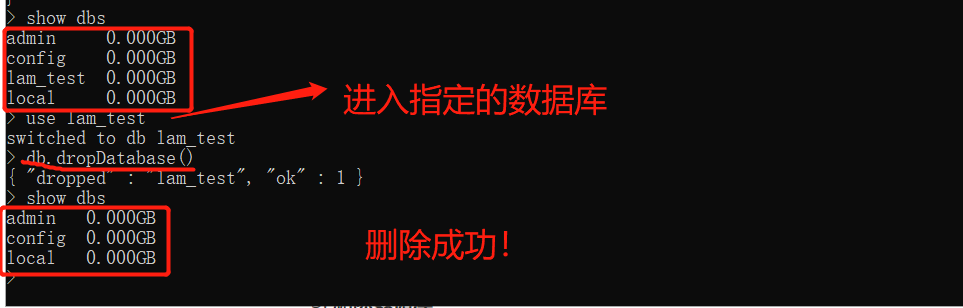 > show dbs
admin 0.000GB
config 0.000GB
lam_test 0.000GB
local 0.000GB
> use lam_test
进入指定的数据库
switched to db lam_test
> db.dropDatabase()
{ "dropped" : "lam_test", "ok" : 1 }
> show dbs
admin 0.000GB
config 0.000GB
local 0.000GB
删除成功！
>